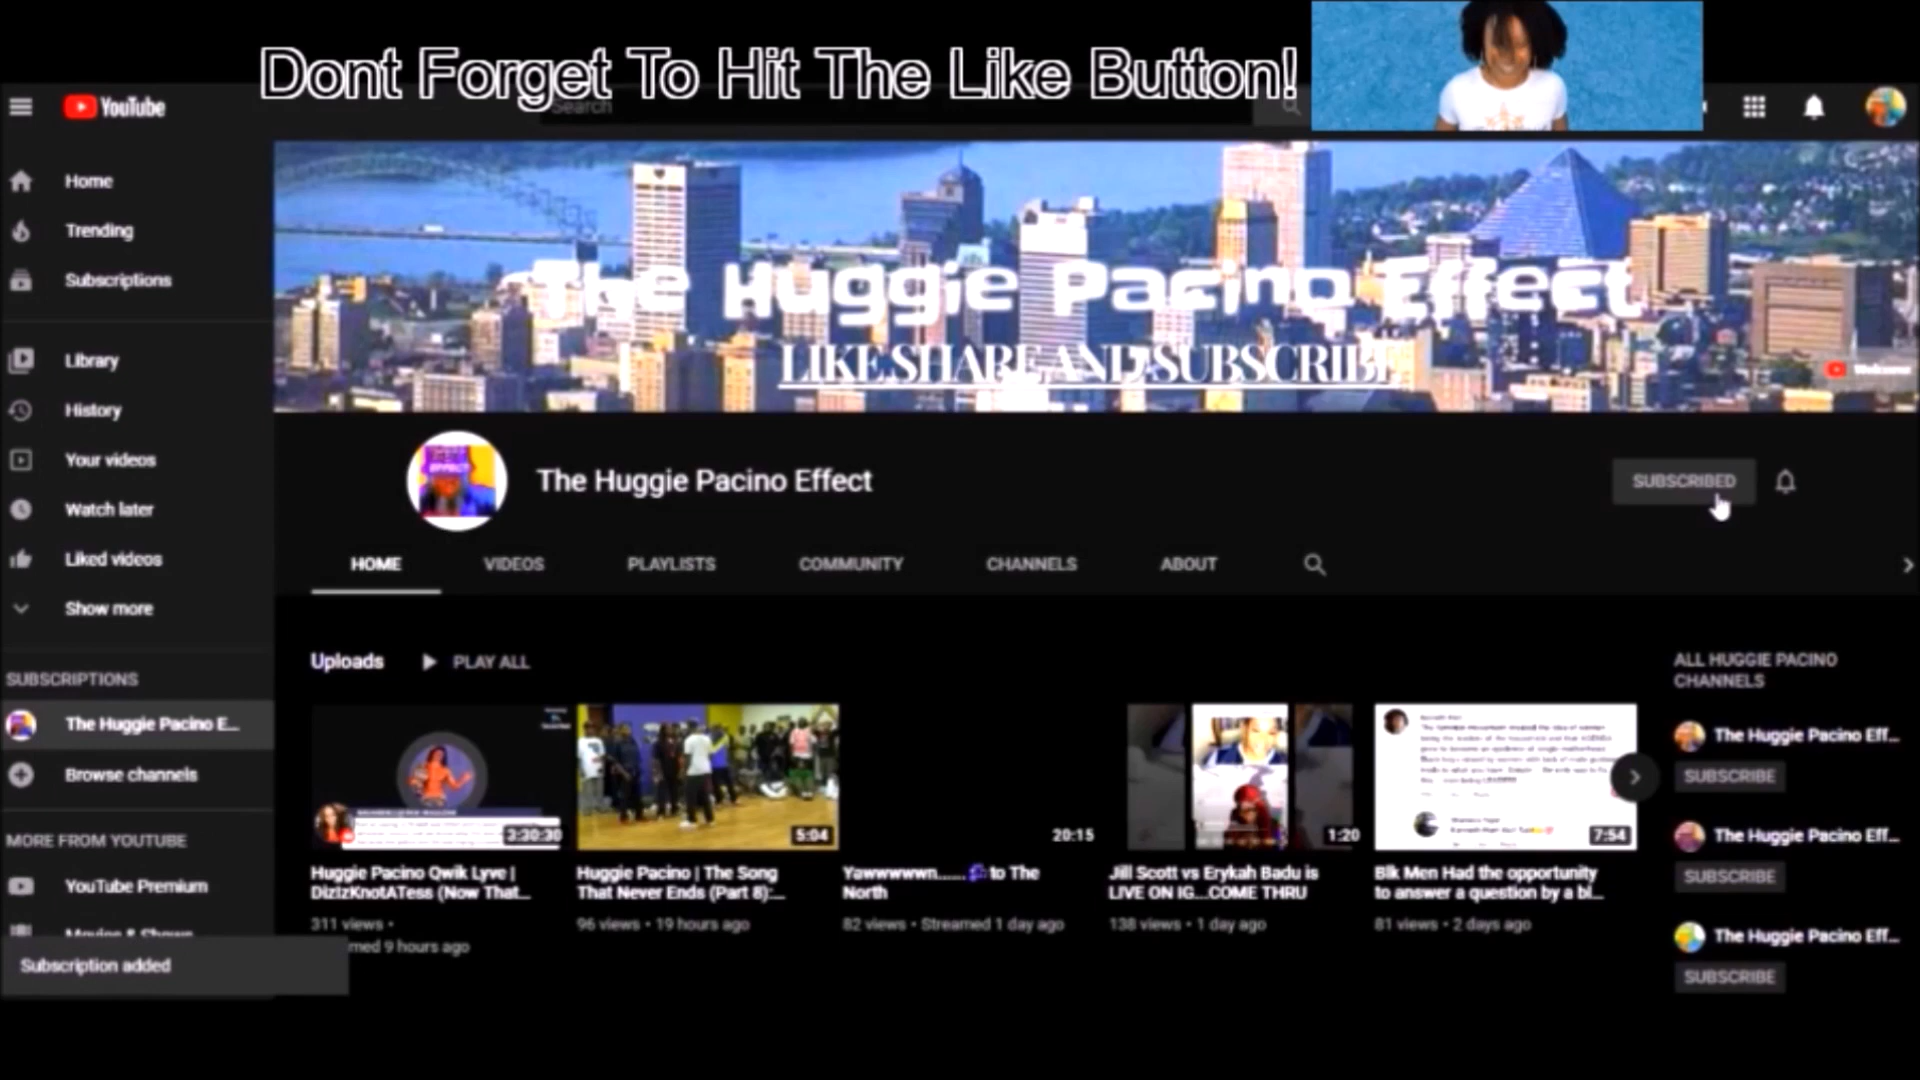 Dont Forget To Hit The Like Button!
YouTube
Search
Home
Trending
Subscriptions
Library
History
Your videos
Watch later
Liked videos
Show more
SUBSCRIPTIONS
The Huggie Pacino E...
Browse channels
MORE FROM YOUTUBE
YouTube Premium
Movies & Shows
Subscription added
The Huggie Pacino Effect
LIKE SHARE AND SUBSCRIBE
The Huggie Pacino Effect
SUBSCRIBED
HOME VIDEOS PLAYLISTS COMMUNITY CHANNELS ABOUT
Uploads PLAY ALL
3:30:30
5:04
20:15
1:20
7:54
Huggie Pacino Qwik Lyve |
DizIzKnotATess (Now That...
311 views •
med 9 hours ago
Huggie Pacino | The Song
That Never Ends (Part 8):...
96 views • 19 hours ago
Yawwwwwn...... to The
North
82 views • Streamed 1 day ago
Jill Scott vs Erykah Badu is
LIVE ON IG...COME THRU
138 views • 1 day ago
Blk Men Had the opportunity
to answer a question by a bl...
81 views • 2 days ago
ALL HUGGIE PACINO
CHANNELS
The Huggie Pacino Eff...
SUBSCRIBE
The Huggie Pacino Eff...
SUBSCRIBE
The Huggie Pacino Eff...
SUBSCRIBE